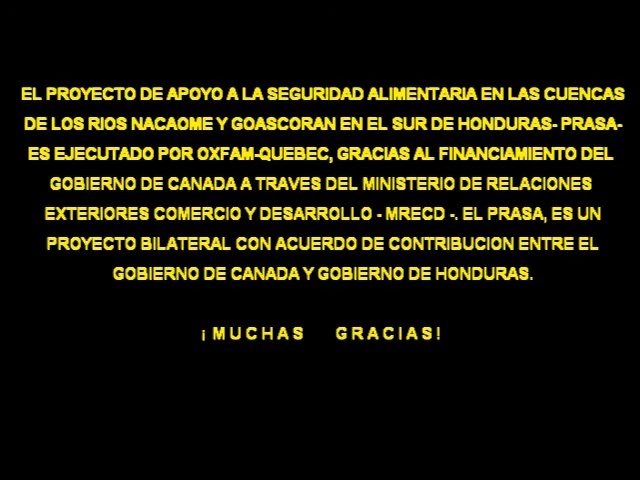 EL PROYECTO DE APOYO A LA SEGURIDAD ALIMENTARIA EN LAS CUENCAS
DE LOS RIOS NACAOME Y GOASCORAN EN EL SUR DE HONDURAS- PRASA-
ES EJECUTADO POR OXFAM-QUEBEC, GRACIAS AL FINANCIAMIENTO DEL
GOBIERNO DE CANADA A TRAVES DEL MINISTERIO DE RELACIONES
EXTERIORES COMERCIO Y DESARROLLO - MRECD -. EL PRASA, ES UN
PROYECTO BILATERAL CON ACUERDO DE CONTRIBUCION ENTRE EL
GOBIERNO DE CANADA Y GOBIERNO DE HONDURAS.
¡MUCHAS GRACIAS!